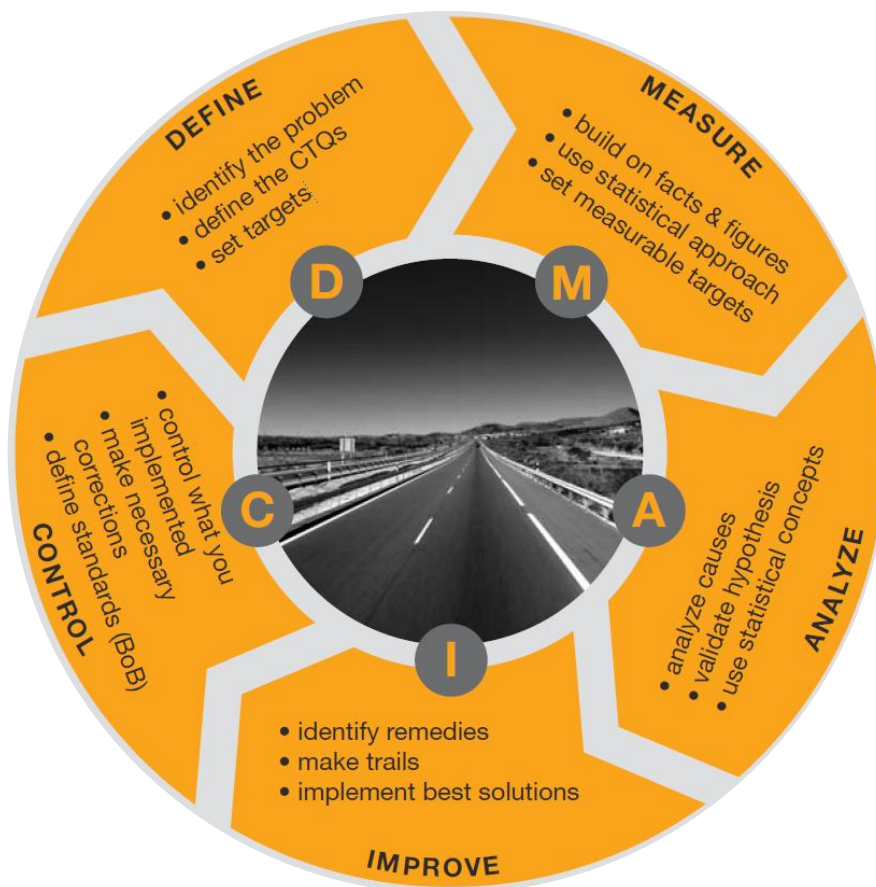 DEFINE
• identify the problem
• define the CTQs
• set targets
D
MEASURE
• build on facts & figures
• use statistical approach
• set measurable targets
M
ANALYZE
• analyze causes
• validate hypothesis
• use statistical concepts
A
IMPROVE
• identify remedies
• make trails
• implement best solutions
I
CONTROL
• control what you
implemented
• make necessary
corrections
• define standards (BoB)
C